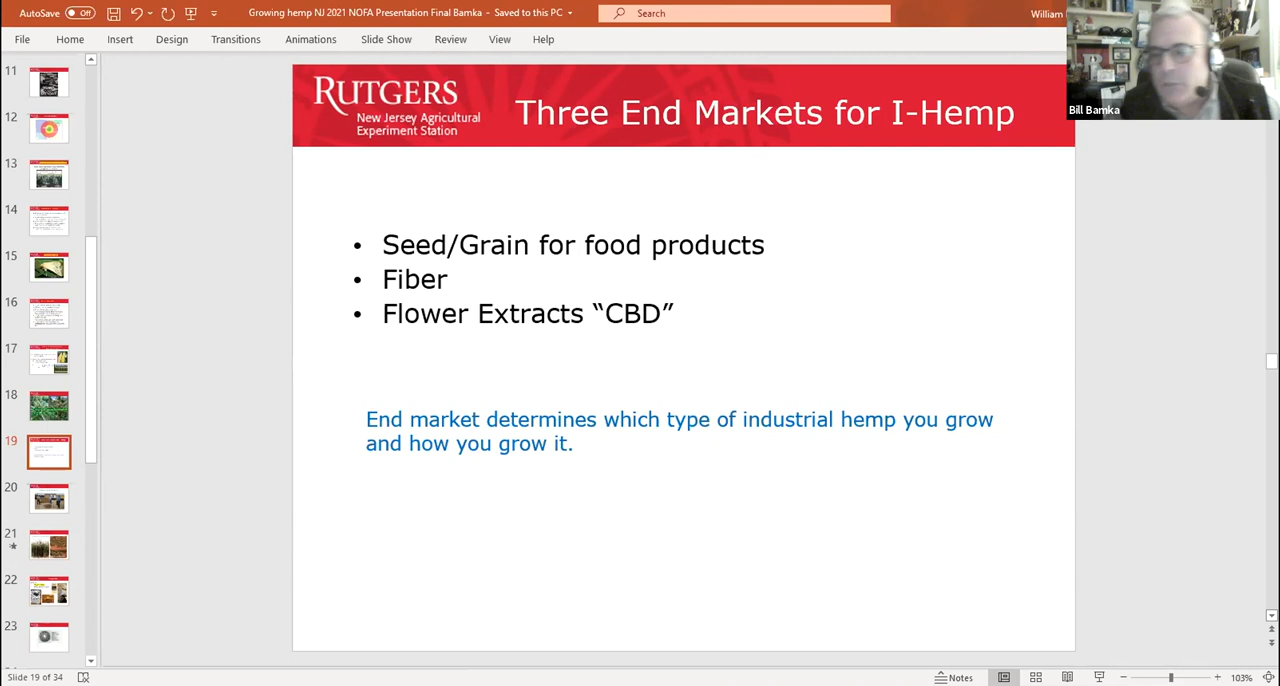 AutoSave Off Growing hemp NJ 2021 NOFA Presentation Final Bamka - Saved to this PC Search William
File Home Insert Design Transitions Animations Slide Show Review View Help
Bill Bamka
11
12
13
14
15
16
17
18
19
20
21
22
23
RUTGERS
New Jersey Agricultural
Experiment Station
Three End Markets for I-Hemp
• Seed/Grain for food products
• Fiber
• Flower Extracts “CBD”
End market determines which type of industrial hemp you grow
and how you grow it.
Slide 19 of 34 Notes 103%